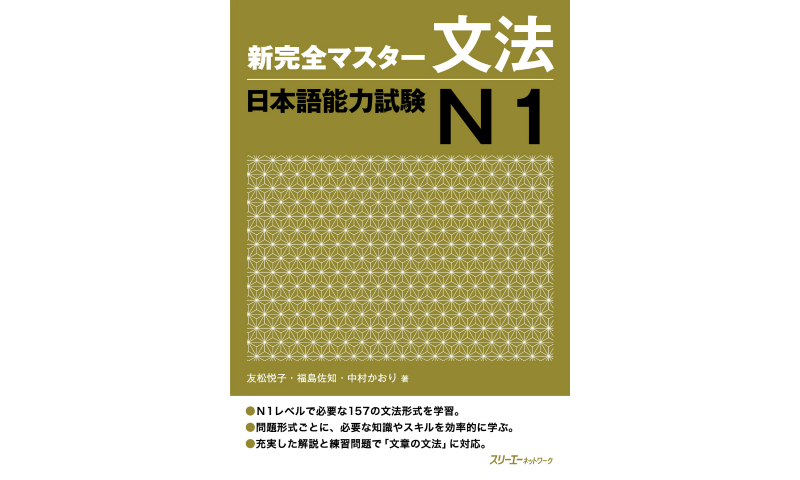 新完全マスター 文法
日本語能力試験 N1
友松悦子・福島佐知・中村かおり 著
●N1レベルで必要な157の文法形式を学習。
●問題形式ごとに、必要な知識やスキルを効率的に学ぶ。
●充実した解説と練習問題で「文章の文法」に対応。
スリーエーネットワーク